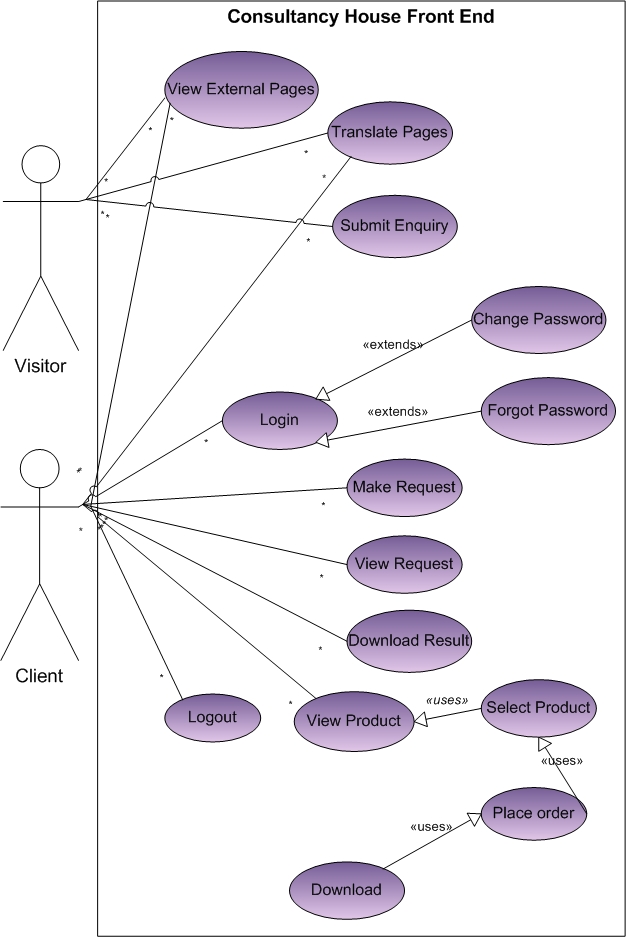 Consultancy House Front End
View External Pages
Translate Pages
Submit Enquiry
Visitor
Change Password
«extends»
Forgot Password
«extends»
Login
Make Request
View Request
Download Result
Client
Select Product
«uses»
View Product
Logout
«uses»
Place order
«uses»
Download